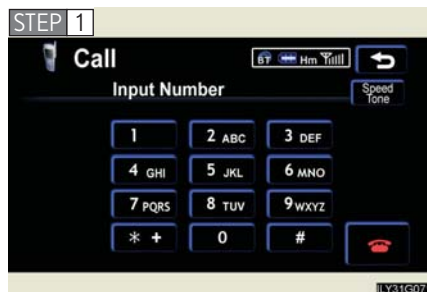 STEP 1
Call BT Hm
Input Number Speed Tone
1 2 ABC 3 DEF
4 GHI 5 JKL 6 MNO
7 PQRS 8 TUV 9 WXYZ
* + 0 #
ILY31G07